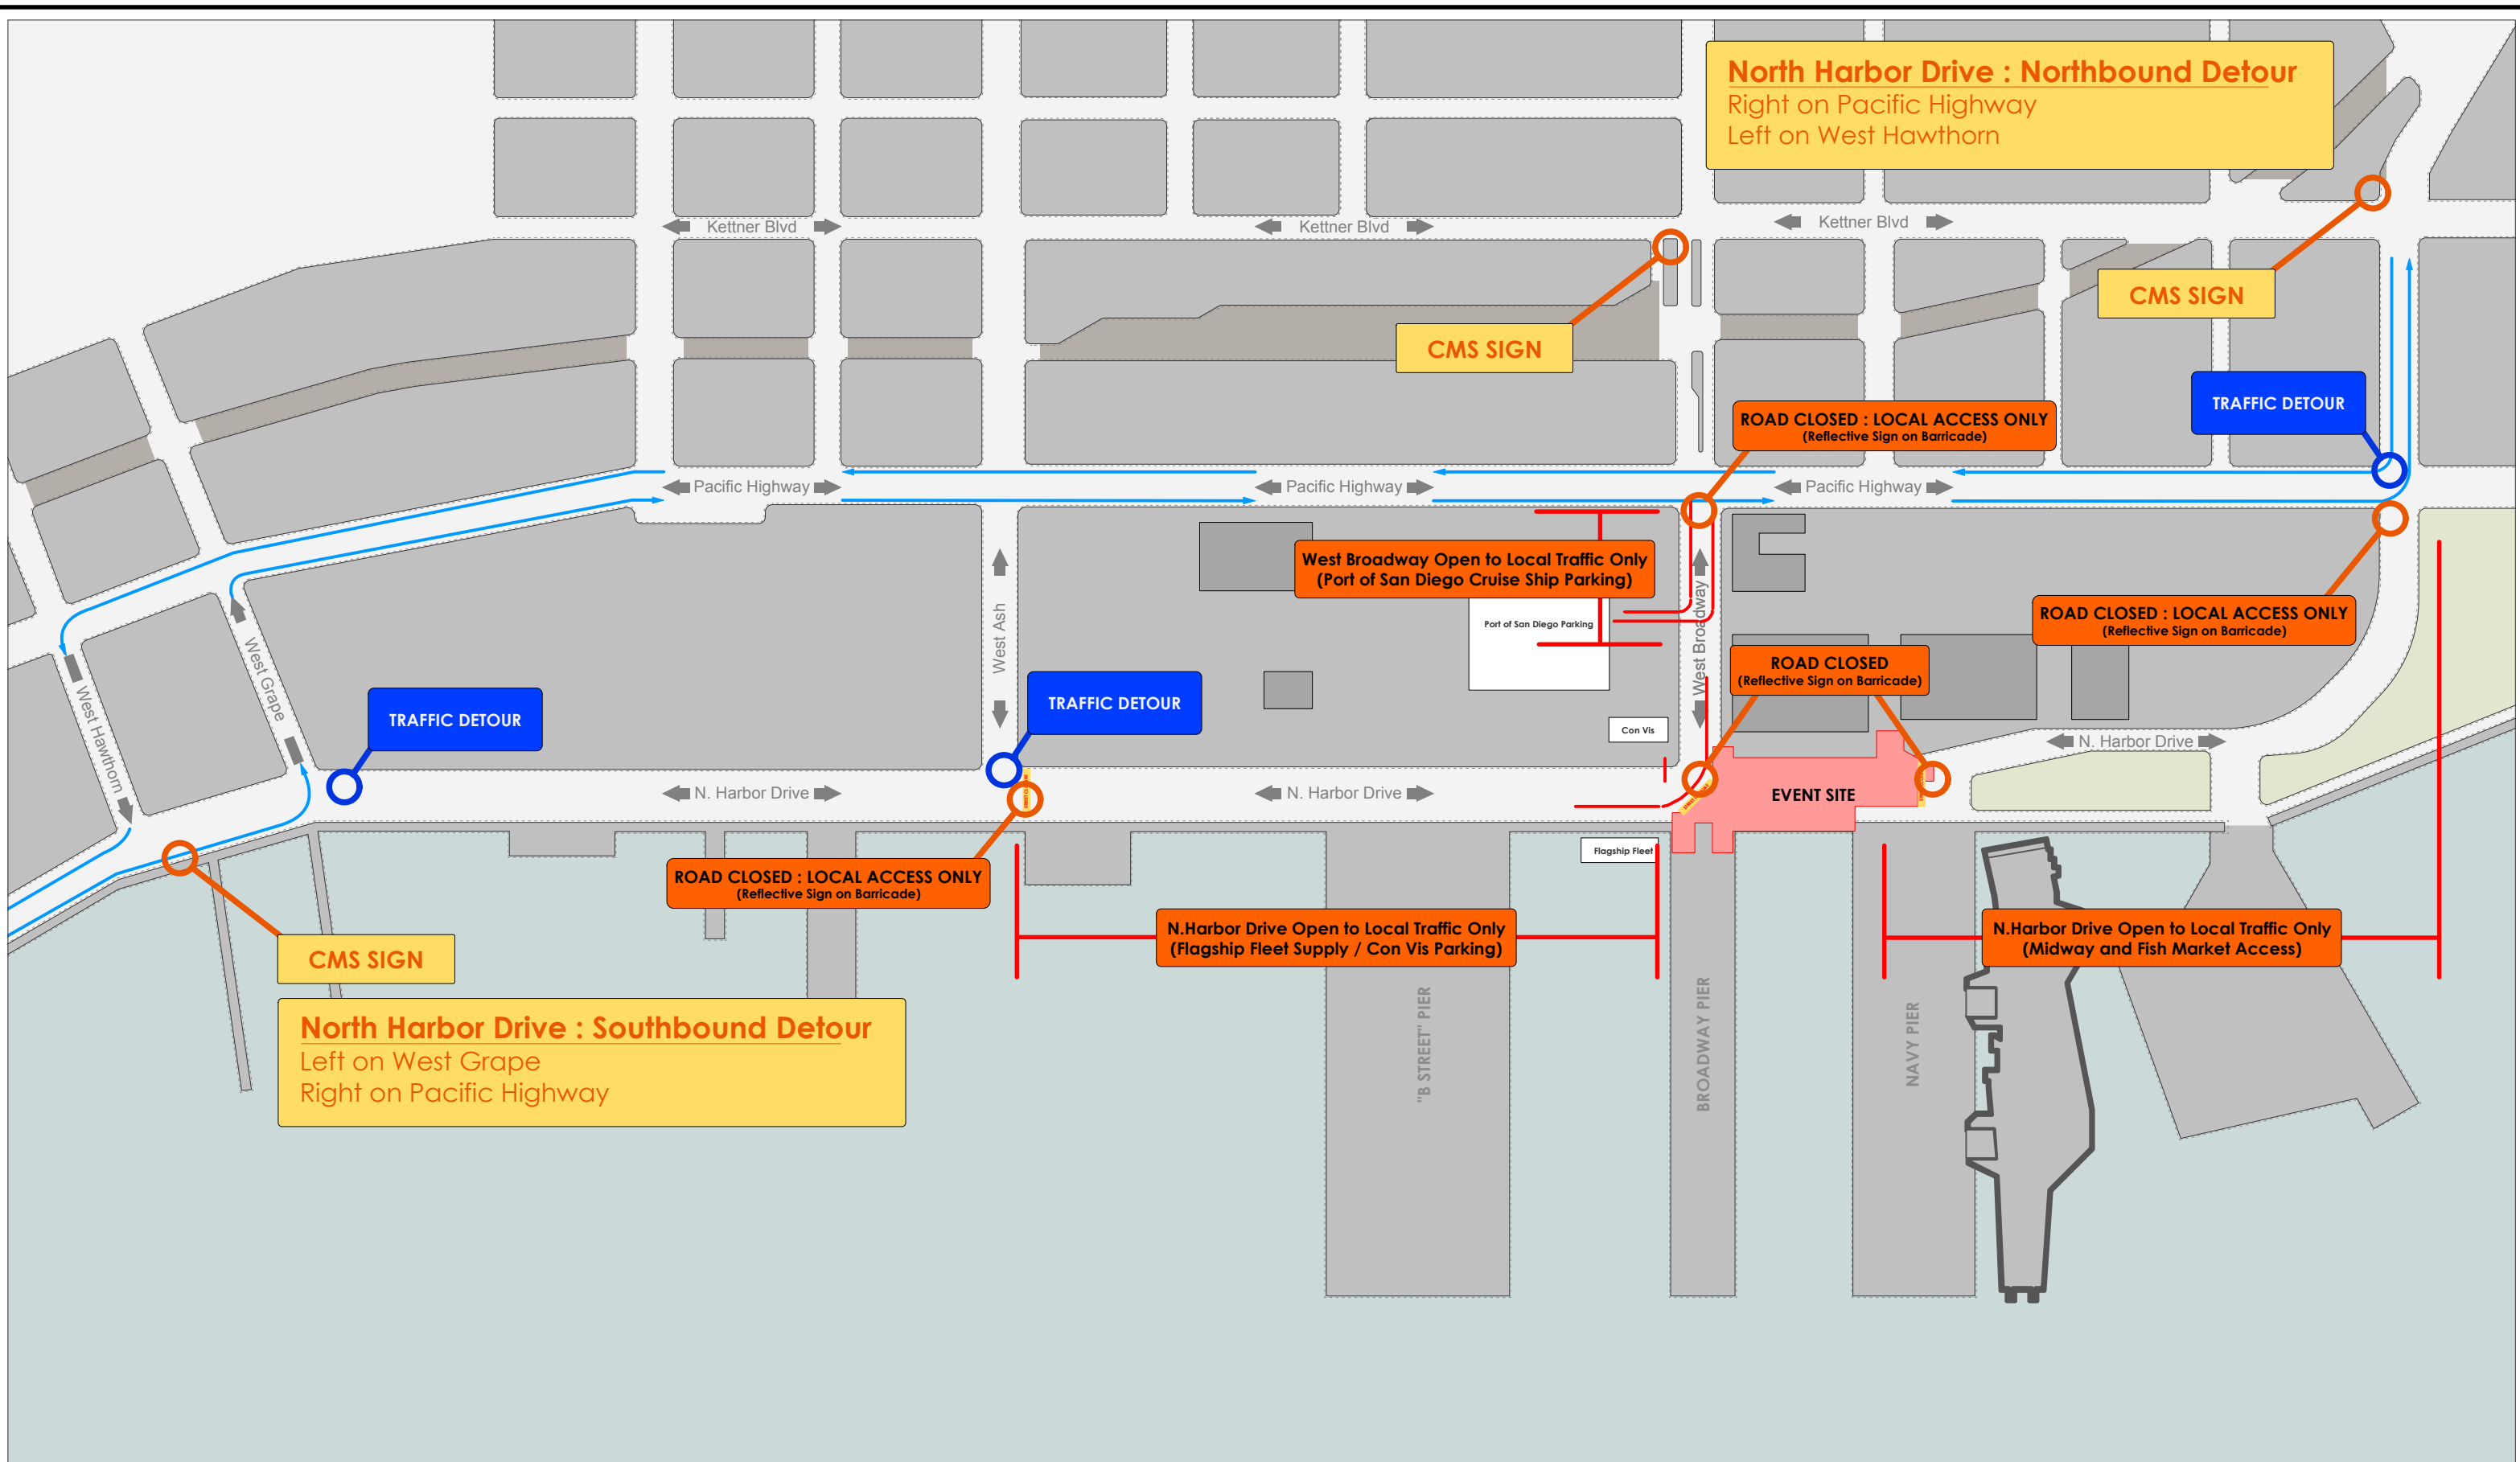 North Harbor Drive : Northbound Detour
Right on Pacific Highway
Left on West Hawthorn
Kettner Blvd
Kettner Blvd
Kettner Blvd
CMS SIGN
CMS SIGN
TRAFFIC DETOUR
ROAD CLOSED : LOCAL ACCESS ONLY
(Reflective Sign on Barricade)
Pacific Highway
Pacific Highway
Pacific Highway
West Broadway Open to Local Traffic Only
(Port of San Diego Cruise Ship Parking)
Port of San Diego Parking
West Ash
West Broadway
ROAD CLOSED : LOCAL ACCESS ONLY
(Reflective Sign on Barricade)
ROAD CLOSED
(Reflective Sign on Barricade)
West Hawthorn
West Grape
TRAFFIC DETOUR
TRAFFIC DETOUR
Con Vis
N. Harbor Drive
N. Harbor Drive
N. Harbor Drive
EVENT SITE
Flagship Fleet
ROAD CLOSED : LOCAL ACCESS ONLY
(Reflective Sign on Barricade)
N.Harbor Drive Open to Local Traffic Only
(Flagship Fleet Supply / Con Vis Parking)
N.Harbor Drive Open to Local Traffic Only
(Midway and Fish Market Access)
CMS SIGN
North Harbor Drive : Southbound Detour
Left on West Grape
Right on Pacific Highway
"B STREET" PIER
BROADWAY PIER
NAVY PIER